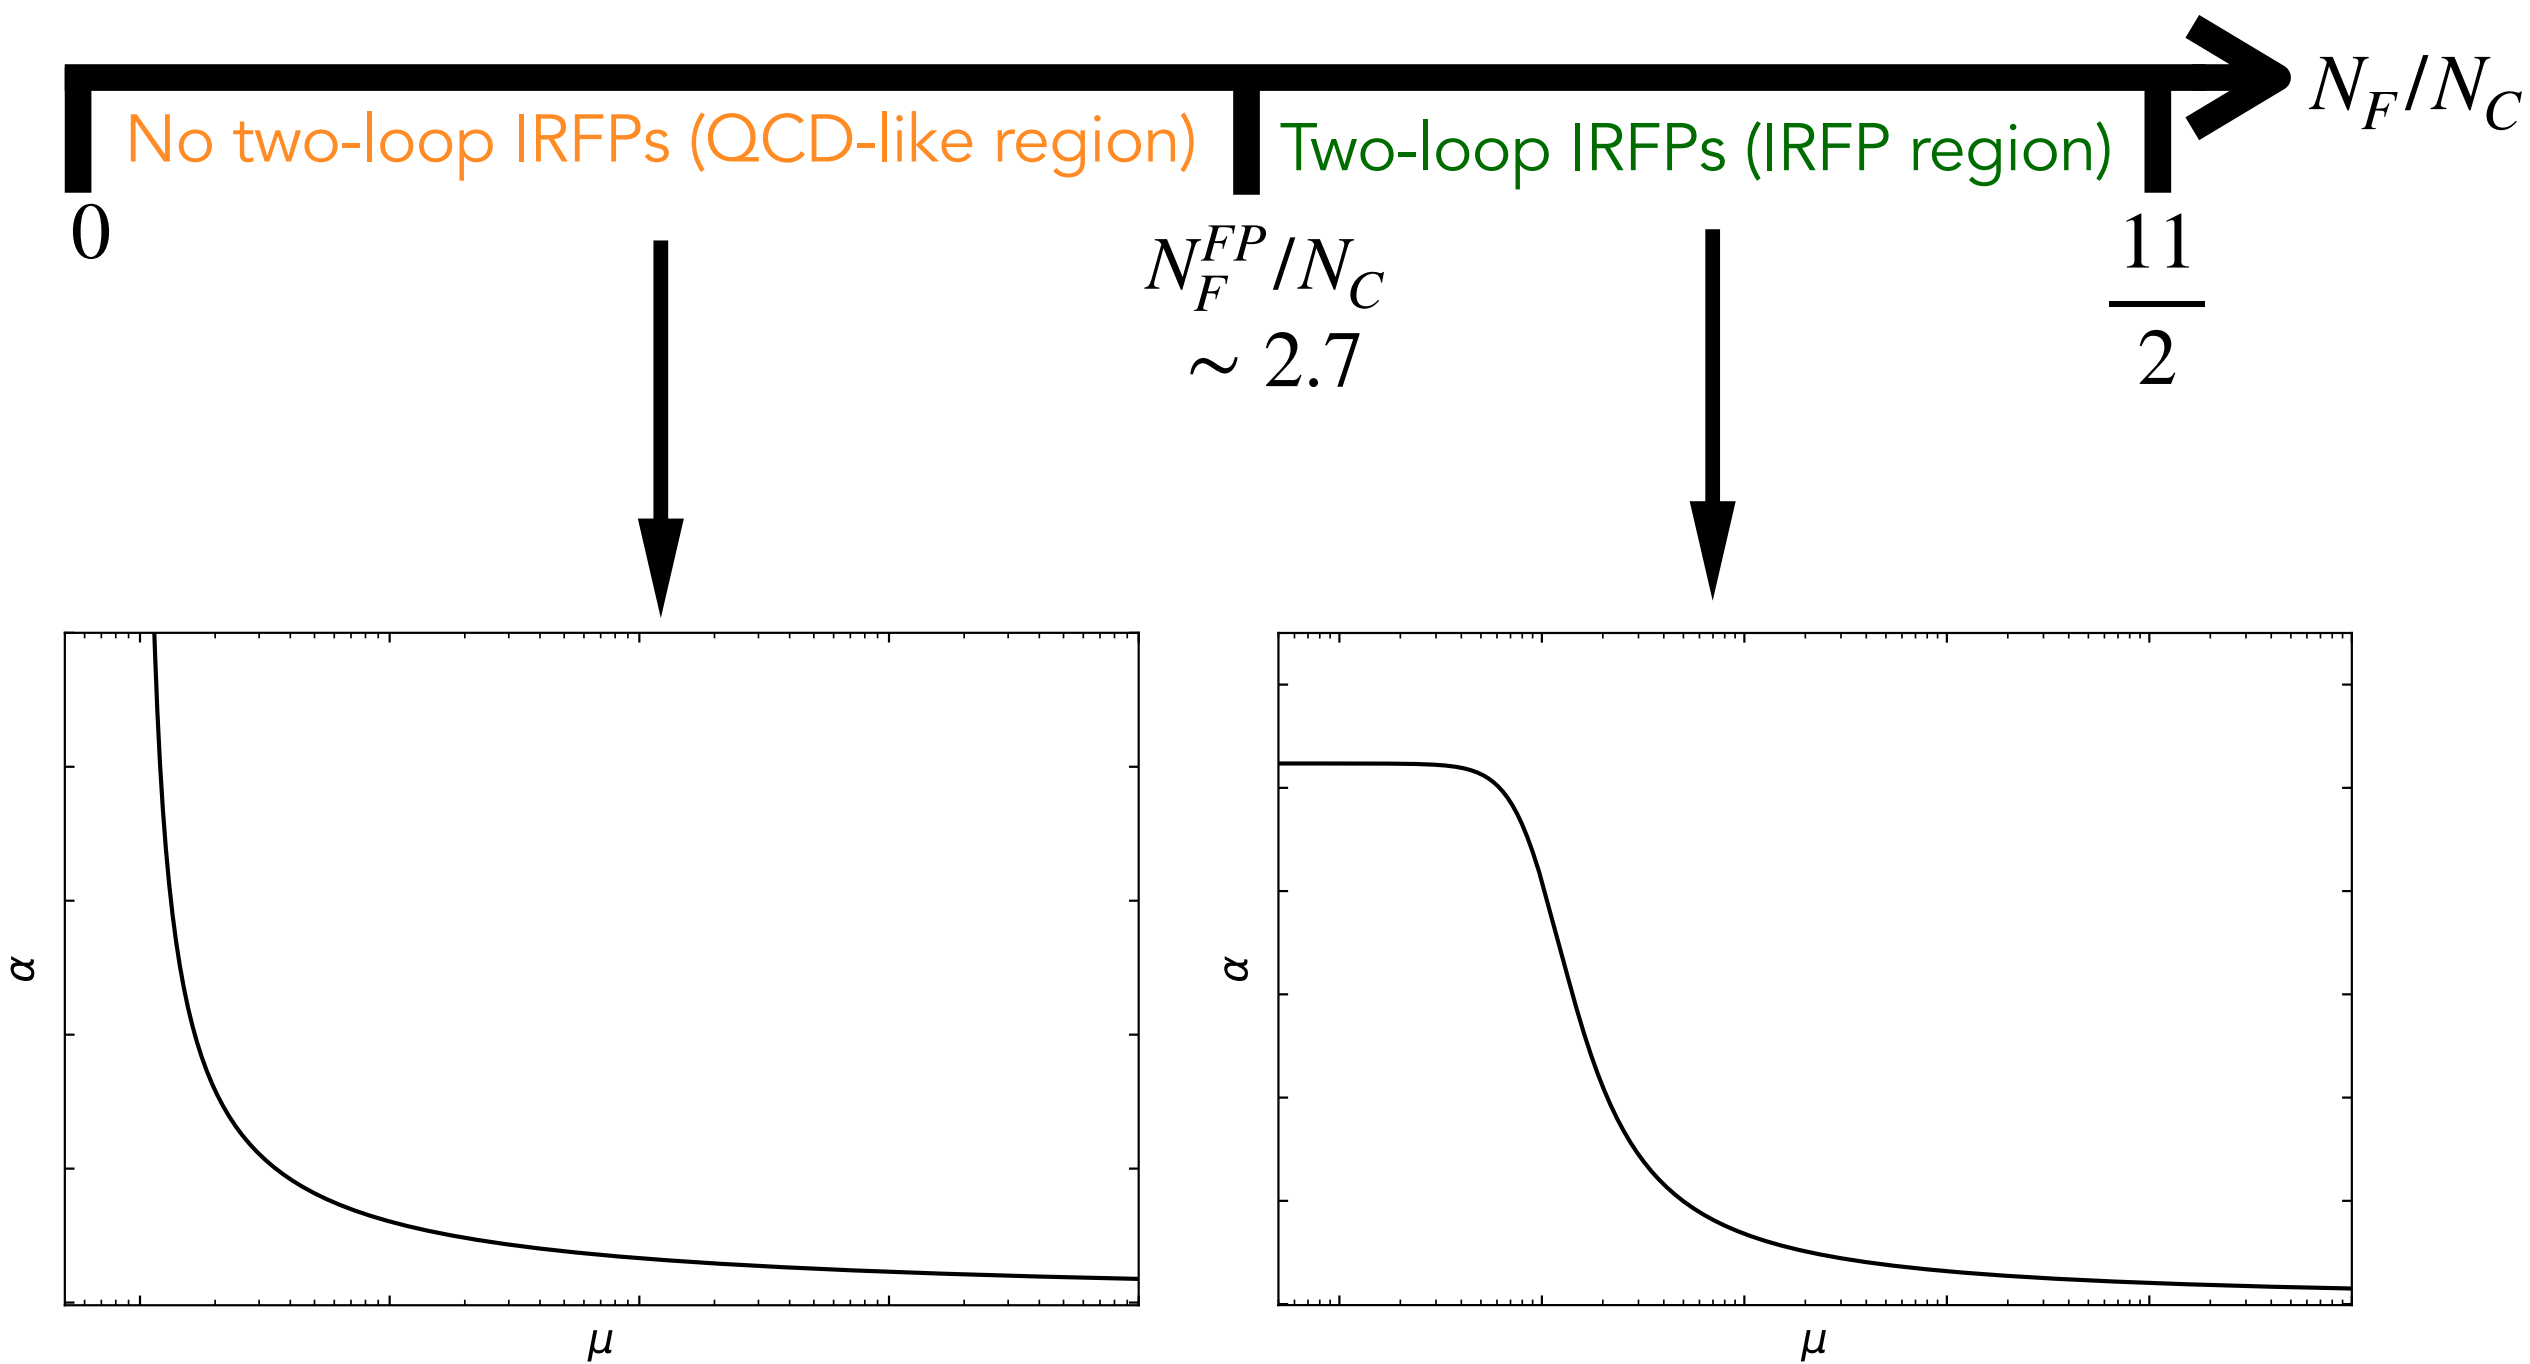 N_F/N_C
No two-loop IRFPs (QCD-like region)
Two-loop IRFPs (IRFP region)
0
N_F^{FP}/N_C
~ 2.7
11
2
α
α
μ
μ